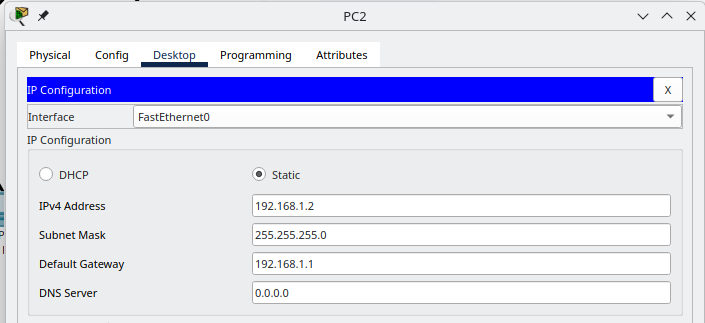 PC2
Physical Config Desktop Programming Attributes
IP Configuration X
Interface FastEthernet0
IP Configuration
DHCP Static
IPv4 Address 192.168.1.2
Subnet Mask 255.255.255.0
Default Gateway 192.168.1.1
DNS Server 0.0.0.0